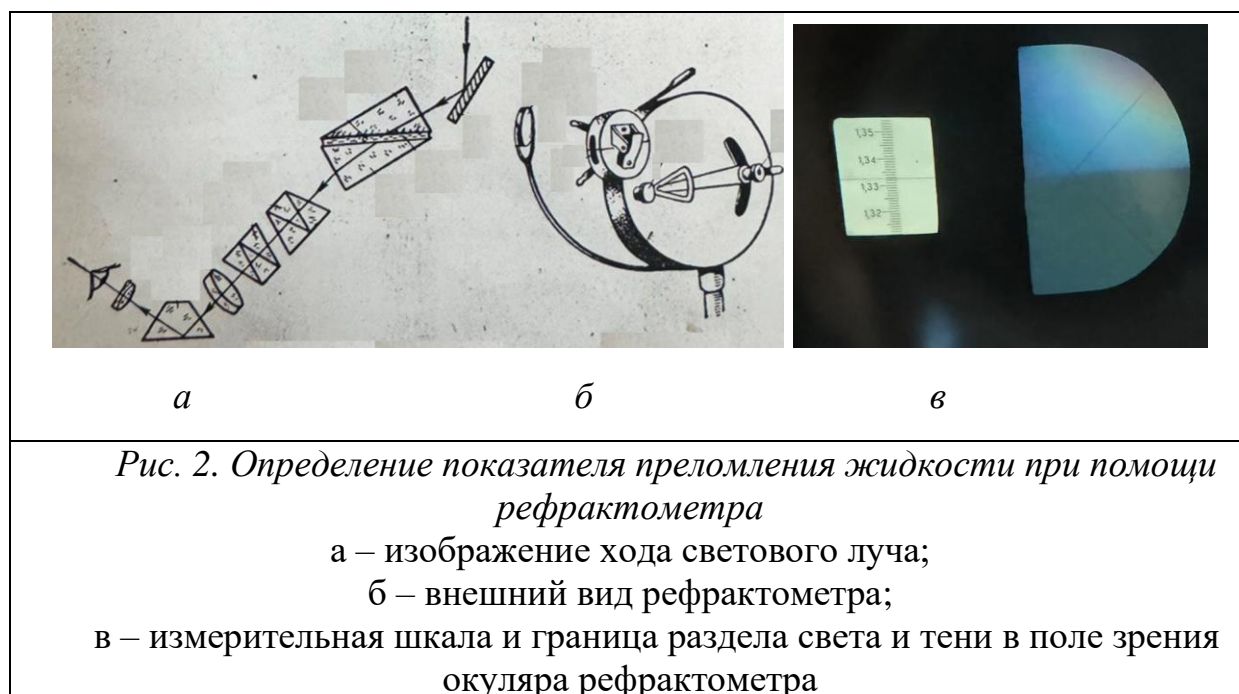 1,35
1,34
1,33
1,32
а б в
Рис. 2. Определение показателя преломления жидкости при помощи
рефрактометра
а – изображение хода светового луча;
б – внешний вид рефрактометра;
в – измерительная шкала и граница раздела света и тени в поле зрения
окуляра рефрактометра